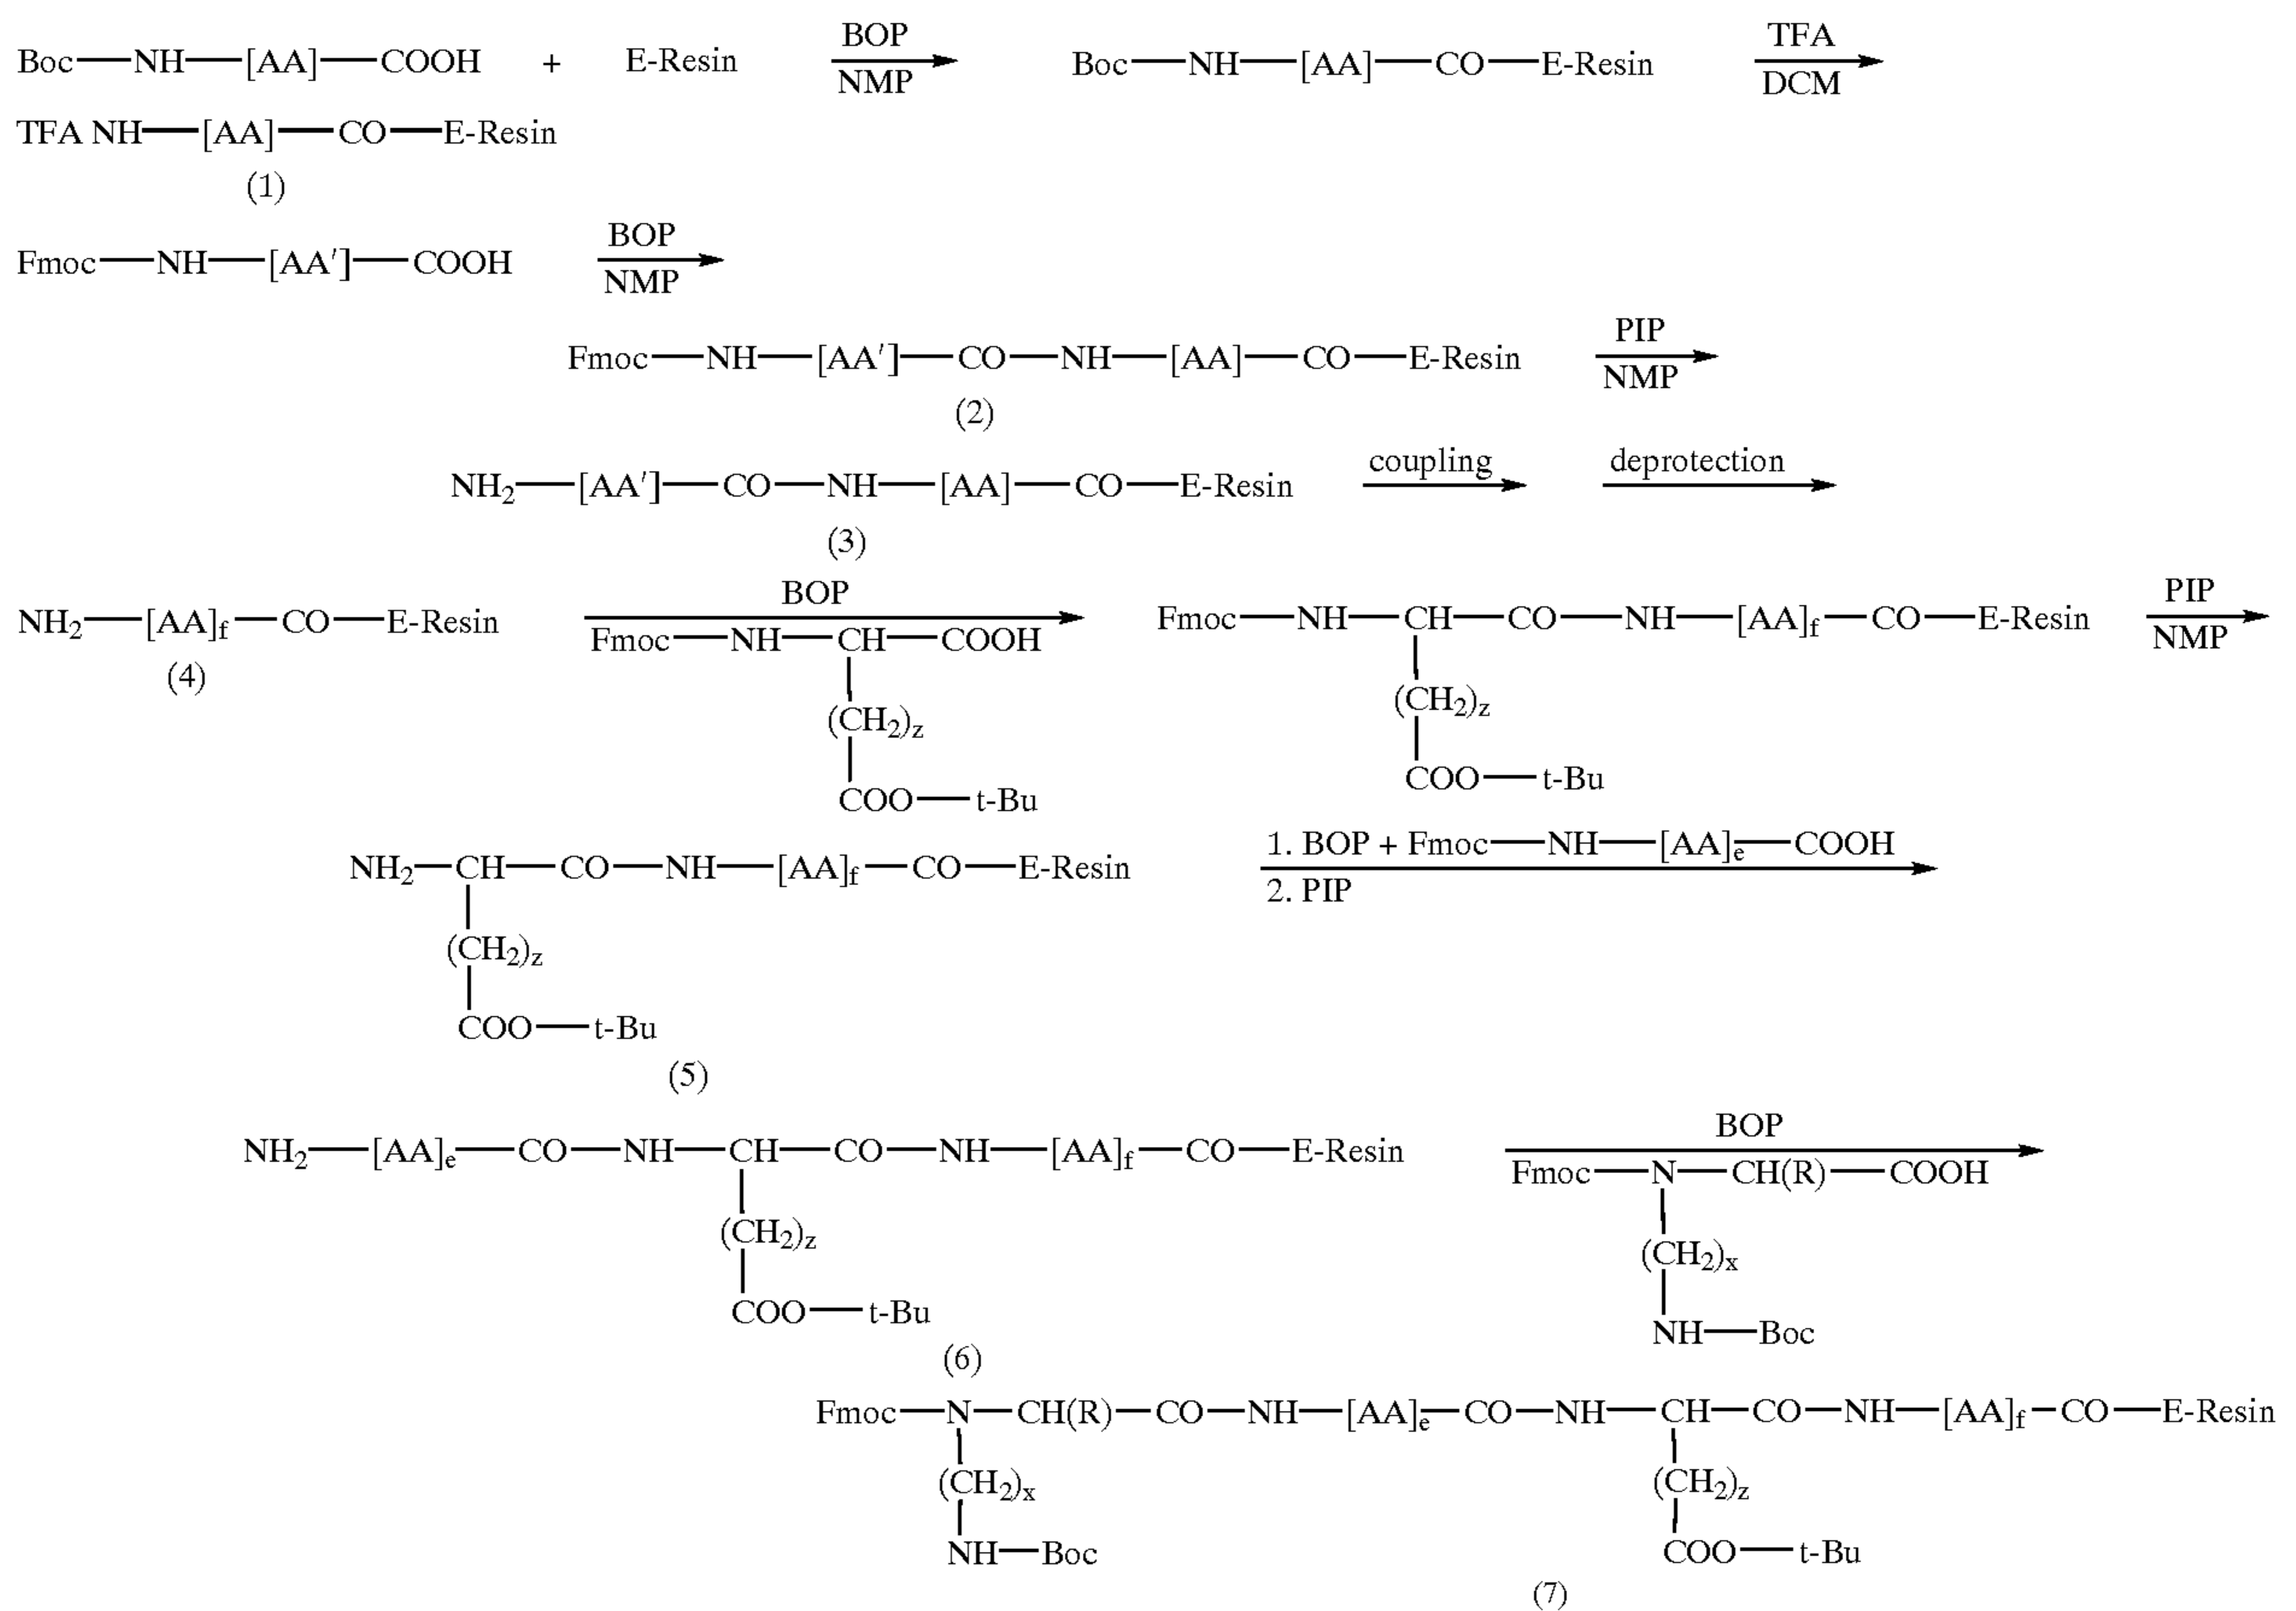 BOP
Boc—NH—[AA]—COOH + E-Resin → Boc—NH—[AA]—CO—E-Resin →
NMP
TFA
DCM
TFA NH—[AA]—CO—E-Resin
(1)
BOP
Fmoc—NH—[AA′]—COOH →
NMP
Fmoc—NH—[AA′]—CO—NH—[AA]—CO—E-Resin →
PIP
NMP
(2)
NH₂—[AA′]—CO—NH—[AA]—CO—E-Resin
coupling
deprotection
(3)
NH₂—[AA]f—CO—E-Resin
(4)
BOP
Fmoc—NH—CH—COOH
(CH₂)z
COO—t-Bu
Fmoc—NH—CH—CO—NH—[AA]f—CO—E-Resin
(CH₂)z
COO—t-Bu
PIP
NMP
NH₂—CH—CO—NH—[AA]f—CO—E-Resin
(CH₂)z
COO—t-Bu
(5)
1. BOP + Fmoc—NH—[AA]e—COOH
2. PIP
NH₂—[AA]e—CO—NH—CH—CO—NH—[AA]f—CO—E-Resin
(CH₂)z
COO—t-Bu
(6)
BOP
Fmoc—N—CH(R)—COOH
(CH₂)x
NH—Boc
Fmoc—N—CH(R)—CO—NH—[AA]e—CO—NH—CH—CO—NH—[AA]f—CO—E-Resin
(CH₂)x (CH₂)z
NH—Boc COO—t-Bu
(7)